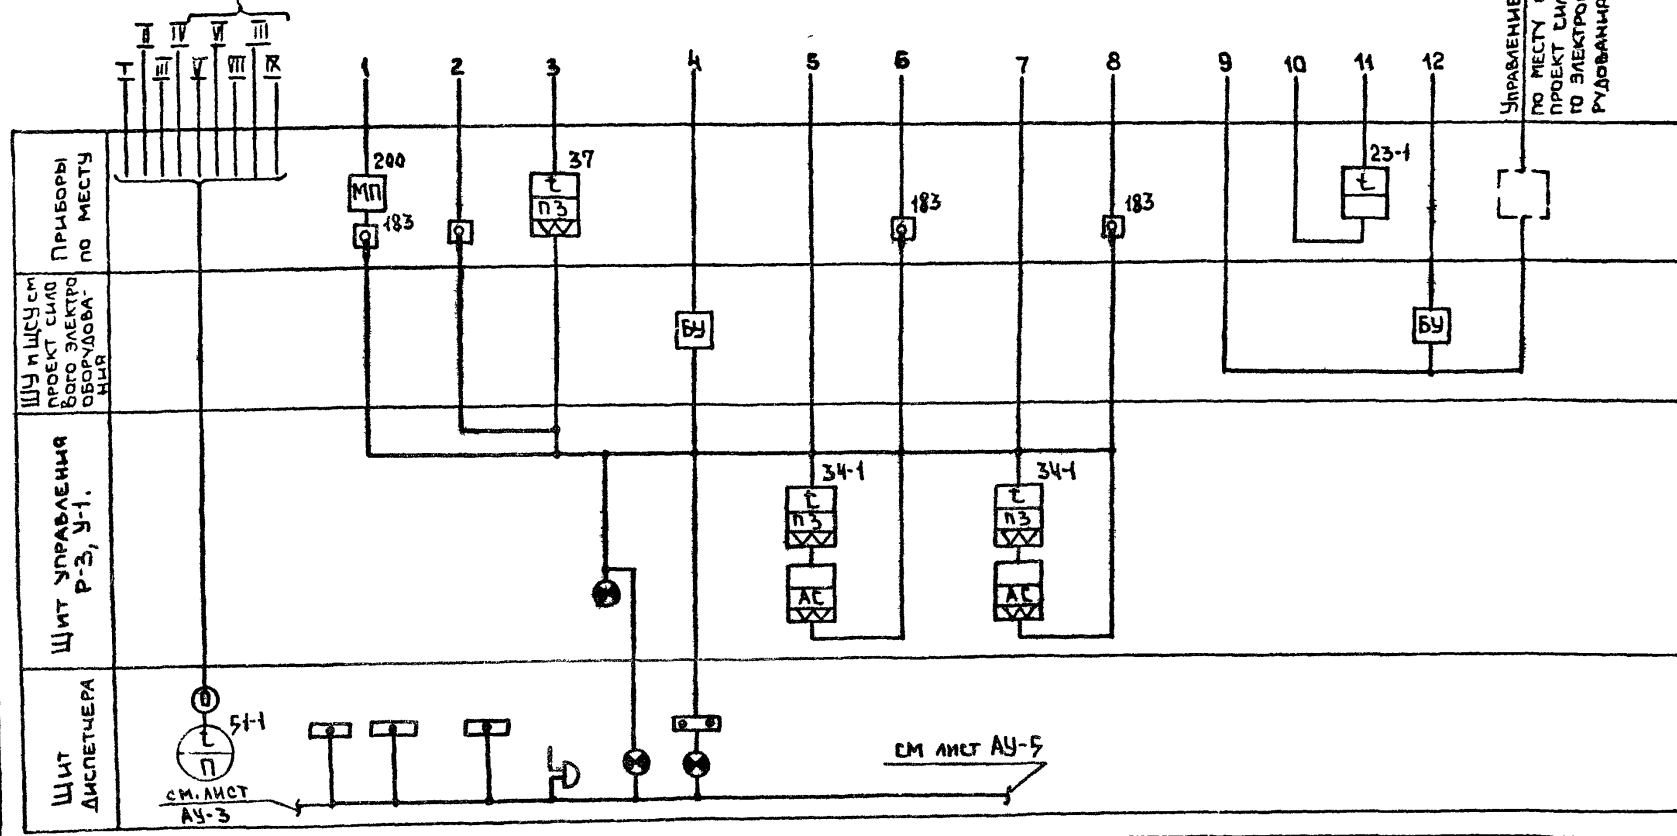 II IV VI III
I III V VII IX
1 2 3 4 5 6 7 8 9 10 11 12
УПРАВЛЕНИЕ
ПО МЕСТУ
ПРОЕКТ СИЛ
ГО ЭЛЕКТРО
РУДОВАНИЯ
ПРИБОРЫ
ПО МЕСТУ
200
МП
183
37
t
ПЗ
183
183
23-1
t
ЩУ и ЩСУ см
ПРОЕКТ СИЛО
ВОГО ЭЛЕКТРО
ОБОРУДОВА-
НИЯ
БУ
БУ
ЩИТ УПРАВЛЕНИЯ
Р-3, У-1.
34-1
t
ПЗ
АС
34-1
t
ПЗ
АС
ЩИТ
ДИСПЕТЧЕРА
51-1
t
П
СМ. ЛИСТ
АУ-3
СМ ЛИСТ АУ-5